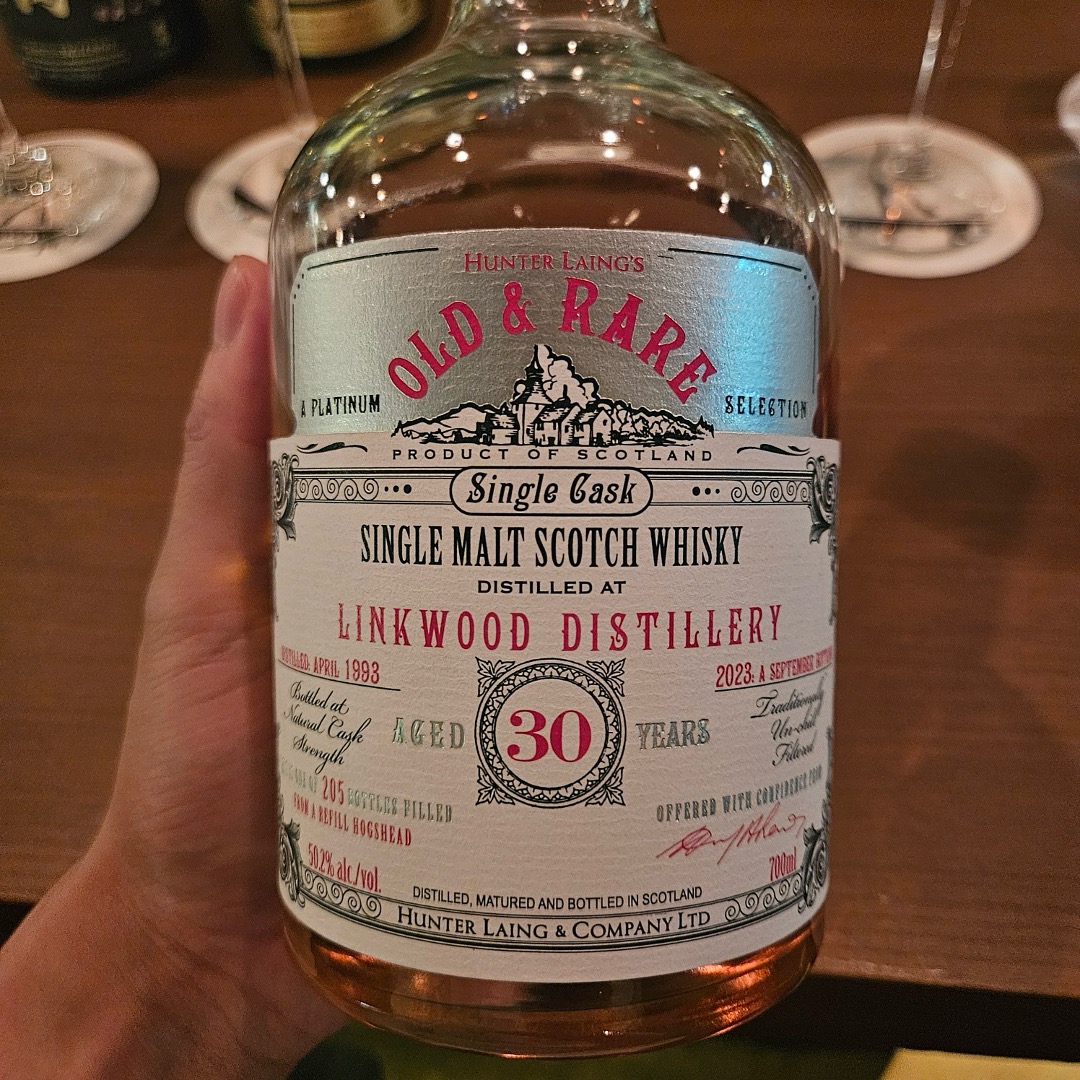 HUNTER LAING'S
OLD & RARE
A PLATINUM SELECTION
PRODUCT OF SCOTLAND
Single Cask
SINGLE MALT SCOTCH WHISKY
DISTILLED AT
LINKWOOD DISTILLERY
DISTILLED: APRIL 1993
2023: A SEPTEMBER
Bottled at
Natural Cask
Strength
AGED 30 YEARS
Traditionally
Un-chill
Filtered
OF 205 BOTTLES FILLED
FROM A REFILL HOGSHEAD
OFFERED WITH CONFIDENCE FROM
50.2% alc/vol.
700ml
DISTILLED, MATURED AND BOTTLED IN SCOTLAND
HUNTER LAING & COMPANY LTD